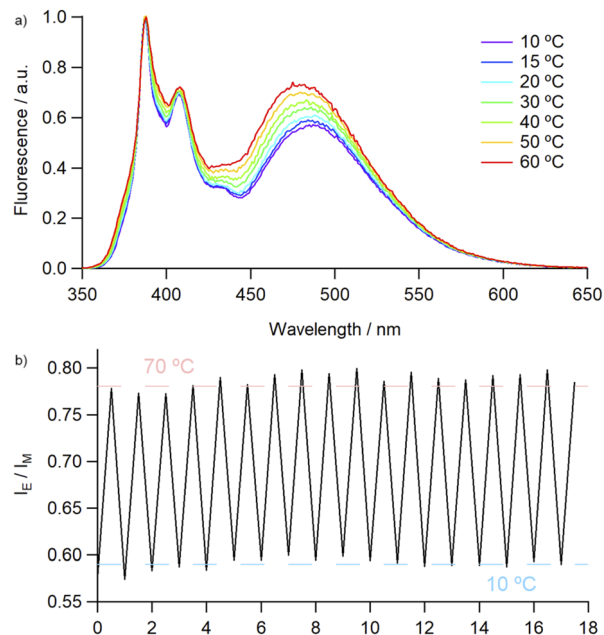 a)
1.0
0.8
0.6
0.4
0.2
0.0
Fluorescence / a.u.
10 ºC
15 ºC
20 ºC
30 ºC
40 ºC
50 ºC
60 ºC
350 400 450 500 550 600 650
Wavelength / nm
b)
0.80
0.75
0.70
0.65
0.60
0.55
I_E / I_M
70 ºC
10 ºC
0 2 4 6 8 10 12 14 16 18